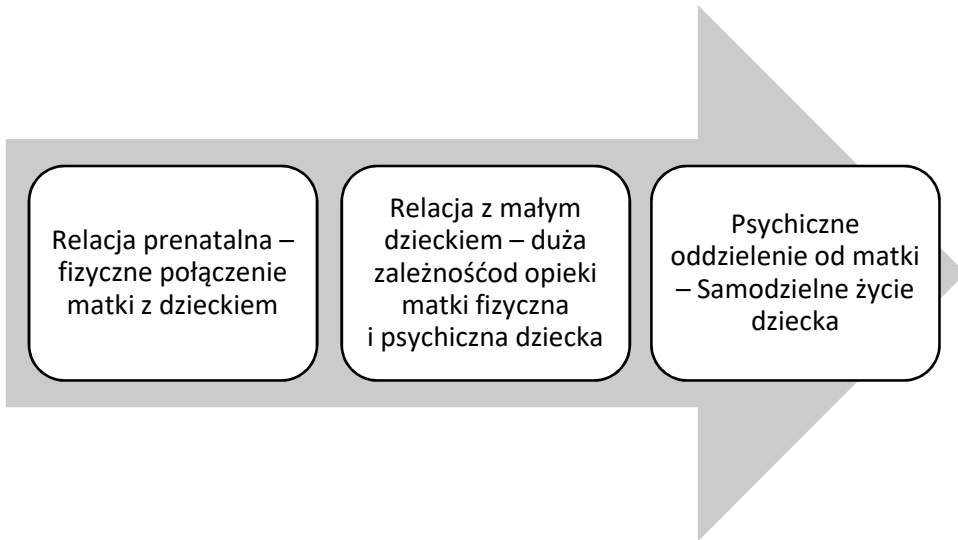 Relacja prenatalna –
fizyczne połączenie
matki z dzieckiem
Relacja z małym
dzieckiem – duża
zależnośćod opieki
matki fizyczna
i psychiczna dziecka
Psychiczne
oddzielenie od matki
– Samodzielne życie
dziecka